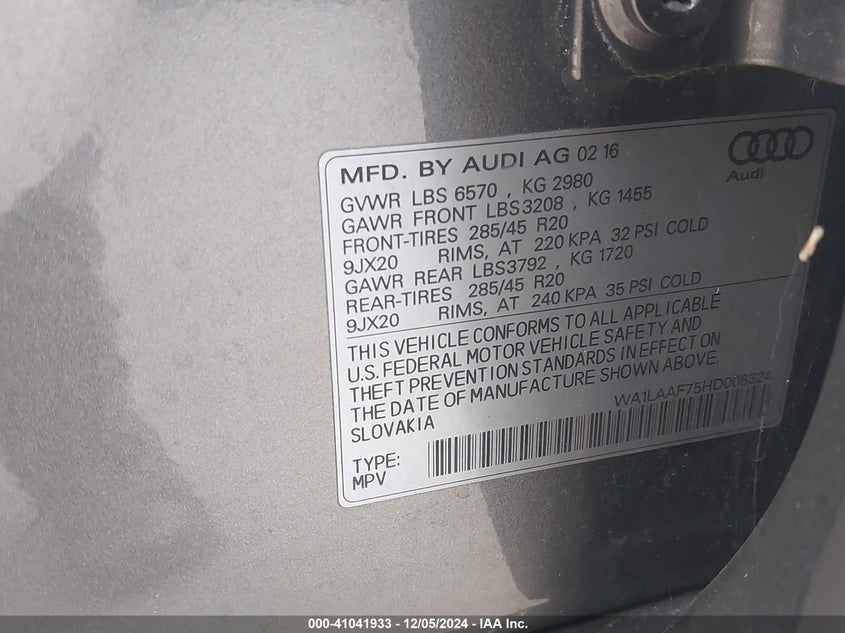 MFD. BY AUDI AG 02 16
Audi
GVWR LBS 6570 , KG 2980
GAWR FRONT LBS3208 , KG 1455
FRONT-TIRES 285/45 R20
9JX20 RIMS, AT 220 KPA 32 PSI COLD
GAWR REAR LBS3792 , KG 1720
REAR-TIRES 285/45 R20
9JX20 RIMS, AT 240 KPA 35 PSI COLD
THIS VEHICLE CONFORMS TO ALL APPLICABLE
U.S. FEDERAL MOTOR VEHICLE SAFETY AND
THEFT PREVENTION STANDARDS IN EFFECT ON
THE DATE OF MANUFACTURE SHOWN ABOVE
SLOVAKIA
WA1LAAF75HD008324
TYPE:
MPV
000-41041933 - 12/05/2024 - IAA Inc.